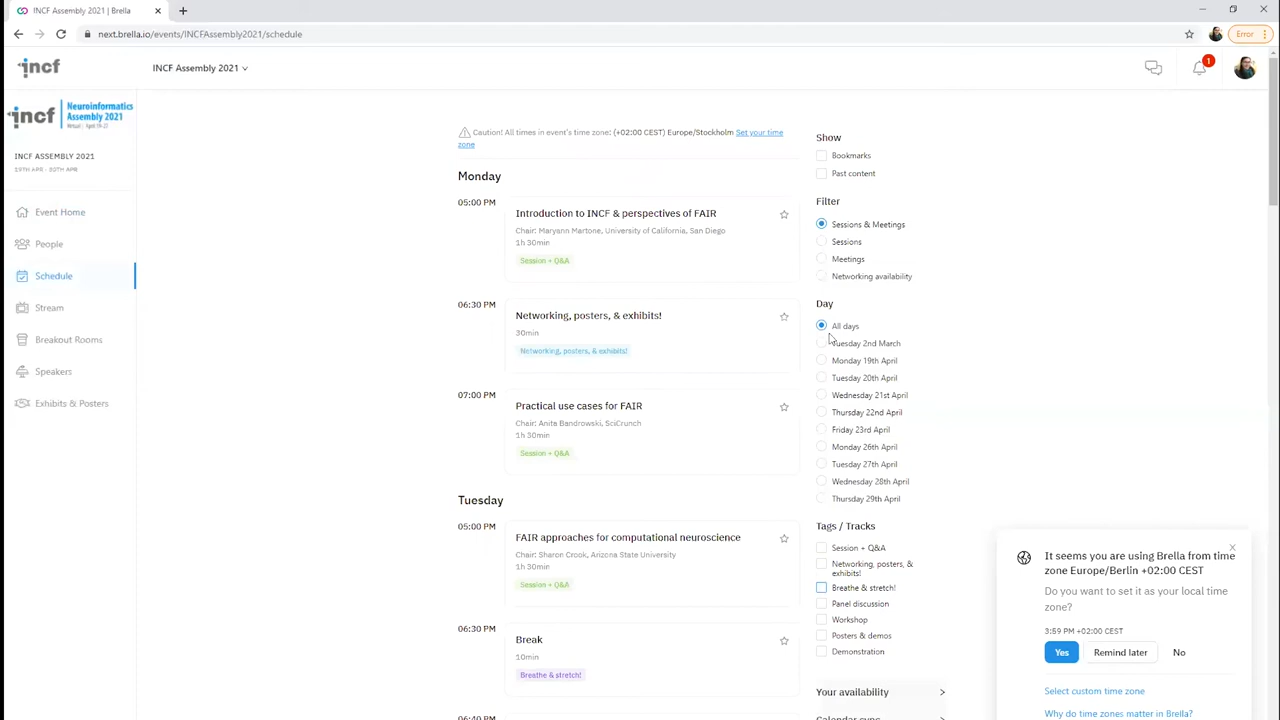 INCF Assembly 2021 | Brella
next.brella.io/events/INCFAssembly2021/schedule
Error
incf
INCF Assembly 2021
1
incf
Neuroinformatics
Assembly 2021
INCF ASSEMBLY 2021
Event Home
People
Schedule
Stream
Breakout Rooms
Speakers
Exhibits & Posters
Caution! All times in event's time zone: (+02:00 CEST) Europe/Stockholm Set your time
zone
Monday
05:00 PM
Introduction to INCF & perspectives of FAIR
Chair: Maryann Martone, University of California, San Diego
1h 30min
Session + Q&A
06:30 PM
Networking, posters, & exhibits!
30min
Networking, posters, & exhibits!
07:00 PM
Practical use cases for FAIR
Chair: Anita Bandrowski, SciCrunch
1h 30min
Session + Q&A
Tuesday
05:00 PM
FAIR approaches for computational neuroscience
Chair: Sharon Crook, Arizona State University
1h 30min
Session + Q&A
06:30 PM
Break
10min
Breathe & stretch!
06:40 PM
Show
Bookmarks
Past content
Filter
Sessions & Meetings
Sessions
Meetings
Networking availability
Day
All days
Tuesday 2nd March
Monday 19th April
Tuesday 20th April
Wednesday 21st April
Thursday 22nd April
Friday 23rd April
Monday 26th April
Tuesday 27th April
Wednesday 28th April
Thursday 29th April
Tags / Tracks
Session + Q&A
Networking, posters, &
exhibits!
Breathe & stretch!
Panel discussion
Workshop
Posters & demos
Demonstration
Your availability
Calendar sync
It seems you are using Brella from time
zone Europe/Berlin +02:00 CEST
Do you want to set it as your local time
zone?
3:59 PM +02:00 CEST
Yes
Remind later
No
Select custom time zone
Why do time zones matter in Brella?